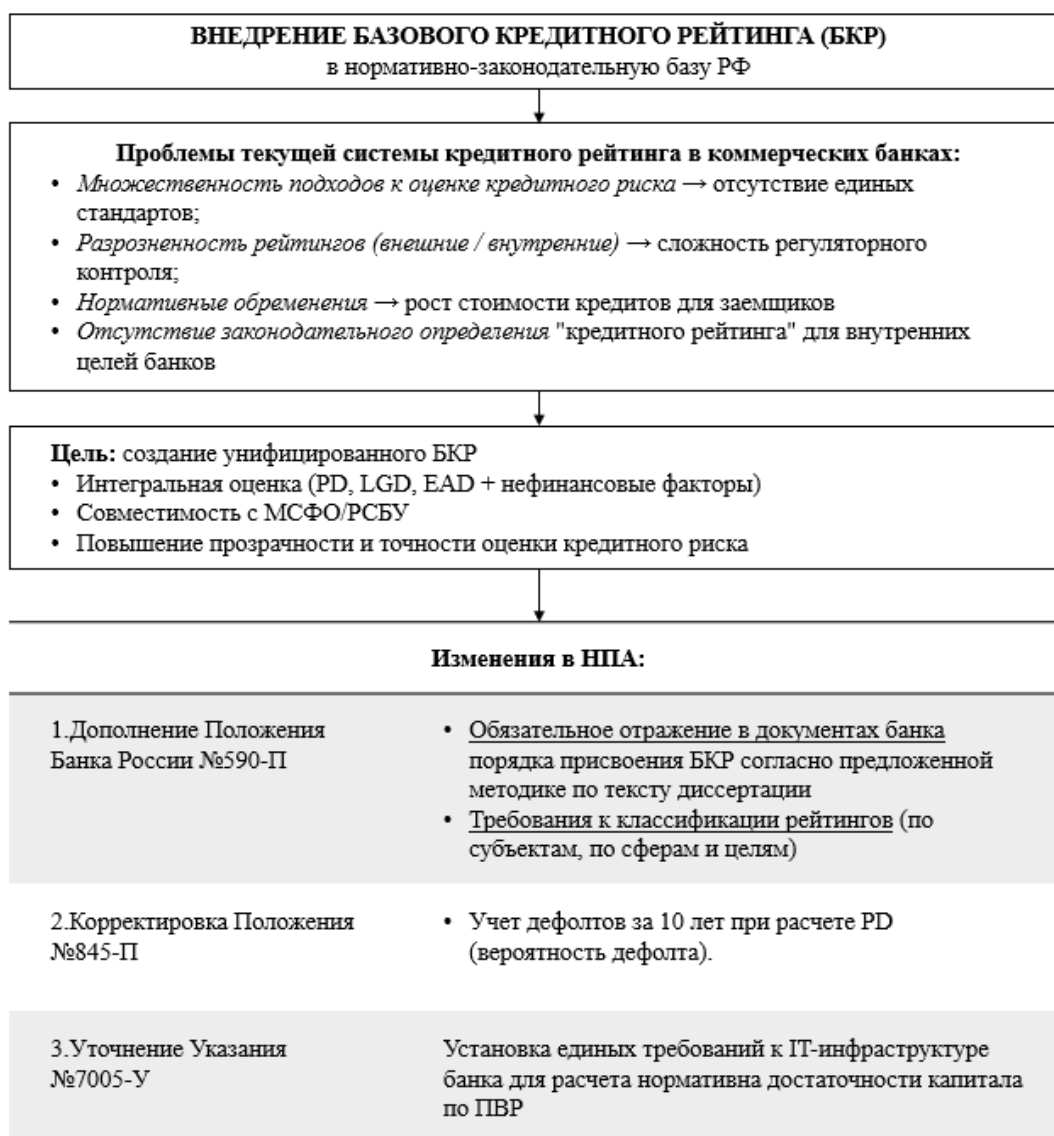 ВНЕДРЕНИЕ БАЗОВОГО КРЕДИТНОГО РЕЙТИНГА (БКР)
в нормативно-законодательную базу РФ
Проблемы текущей системы кредитного рейтинга в коммерческих банках:
• Множественность подходов к оценке кредитного риска → отсутствие единых
стандартов;
• Разрозненность рейтингов (внешние / внутренние) → сложность регуляторного
контроля;
• Нормативные обременения → рост стоимости кредитов для заемщиков
• Отсутствие законодательного определения "кредитного рейтинга" для внутренних
целей банков
Цель: создание унифицированного БКР
• Интегральная оценка (PD, LGD, EAD + нефинансовые факторы)
• Совместимость с МСФО/РСБУ
• Повышение прозрачности и точности оценки кредитного риска
Изменения в НПА:
1.Дополнение Положения
Банка России №590-П
• Обязательное отражение в документах банка
порядка присвоения БКР согласно предложенной
методике по тексту диссертации
• Требования к классификации рейтингов (по
субъектам, по сферам и целям)
2.Корректировка Положения
№845-П
• Учет дефолтов за 10 лет при расчете PD
(вероятность дефолта).
3.Уточнение Указания
№7005-У
Установка единых требований к IT-инфраструктуре
банка для расчета нормативна достаточности капитала
по ПВР